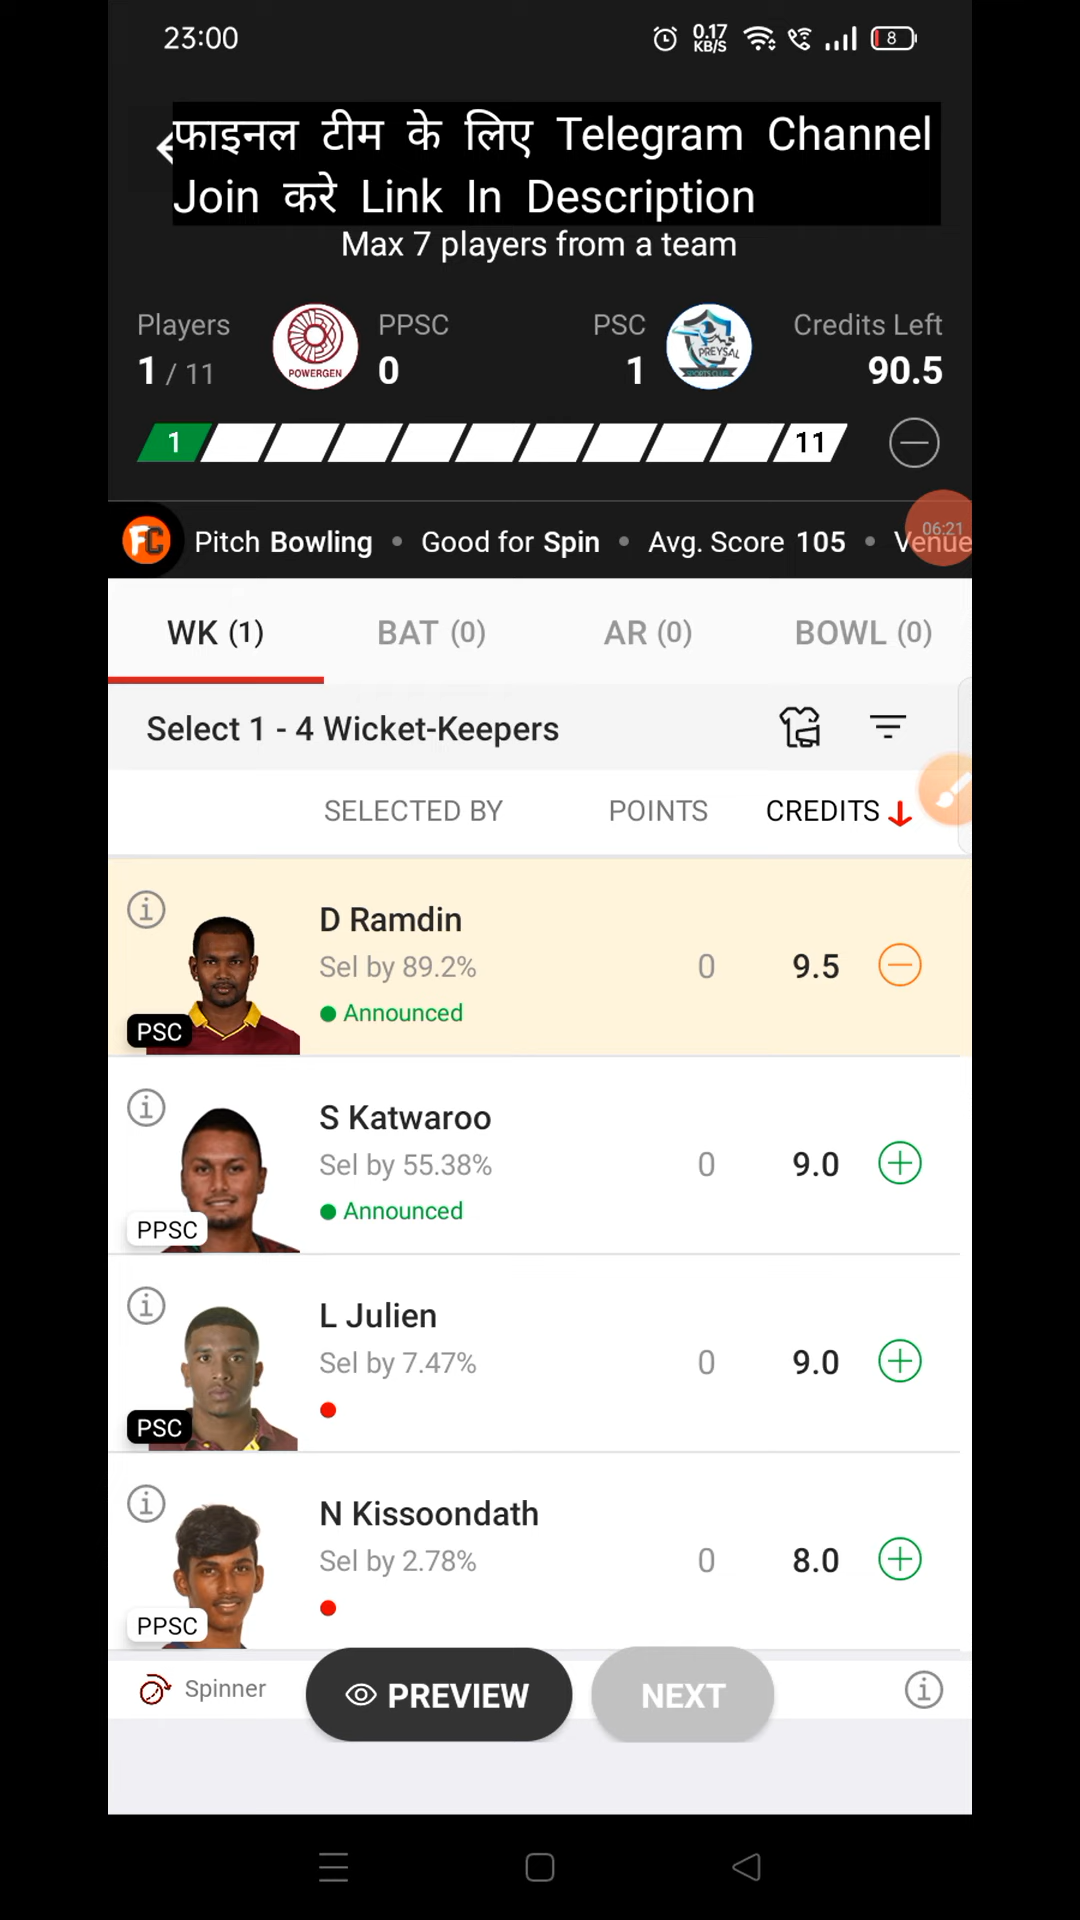 23:00
0.17 KB/S
8
फाइनल टीम के लिए Telegram Channel
Join करे Link In Description
Max 7 players from a team
Players PPSC PSC Credits Left
1 / 11 0 1 90.5
POWERGEN
PREYSAL
SPORTS CLUB
1 11
FC Pitch Bowling • Good for Spin • Avg. Score 105 • Venue
06:21
WK (1) BAT (0) AR (0) BOWL (0)
Select 1 - 4 Wicket-Keepers
SELECTED BY POINTS CREDITS
D Ramdin
Sel by 89.2% 0 9.5
Announced
PSC
S Katwaroo
Sel by 55.38% 0 9.0
Announced
PPSC
L Julien
Sel by 7.47% 0 9.0
PSC
N Kissoondath
Sel by 2.78% 0 8.0
PPSC
Spinner PREVIEW NEXT